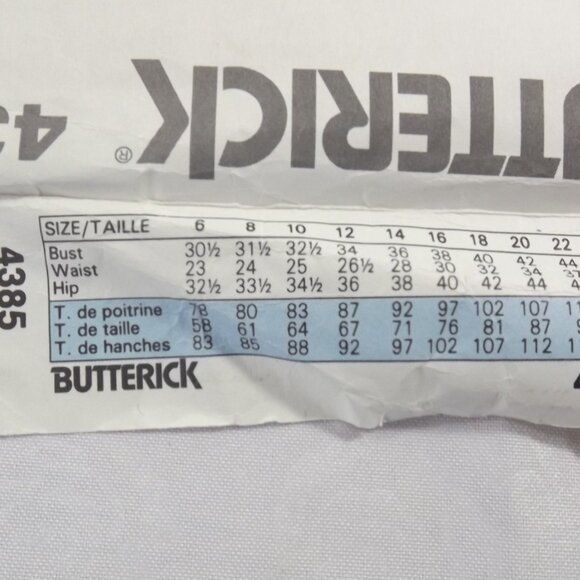 BUTTERICK®
4385
SIZE/TAILLE 6 8 10 12 14 16 18 20 22
Bust 30½ 31½ 32½ 34 36 38 40 42 44
Waist 23 24 25 26½ 28 30 32 34 37
Hip 32½ 33½ 34½ 36 38 40 42 44
T. de poitrine 78 80 83 87 92 97 102 107
T. de taille 58 61 64 67 71 76 81 87
T. de hanches 83 85 88 92 97 102 107 112
BUTTERICK